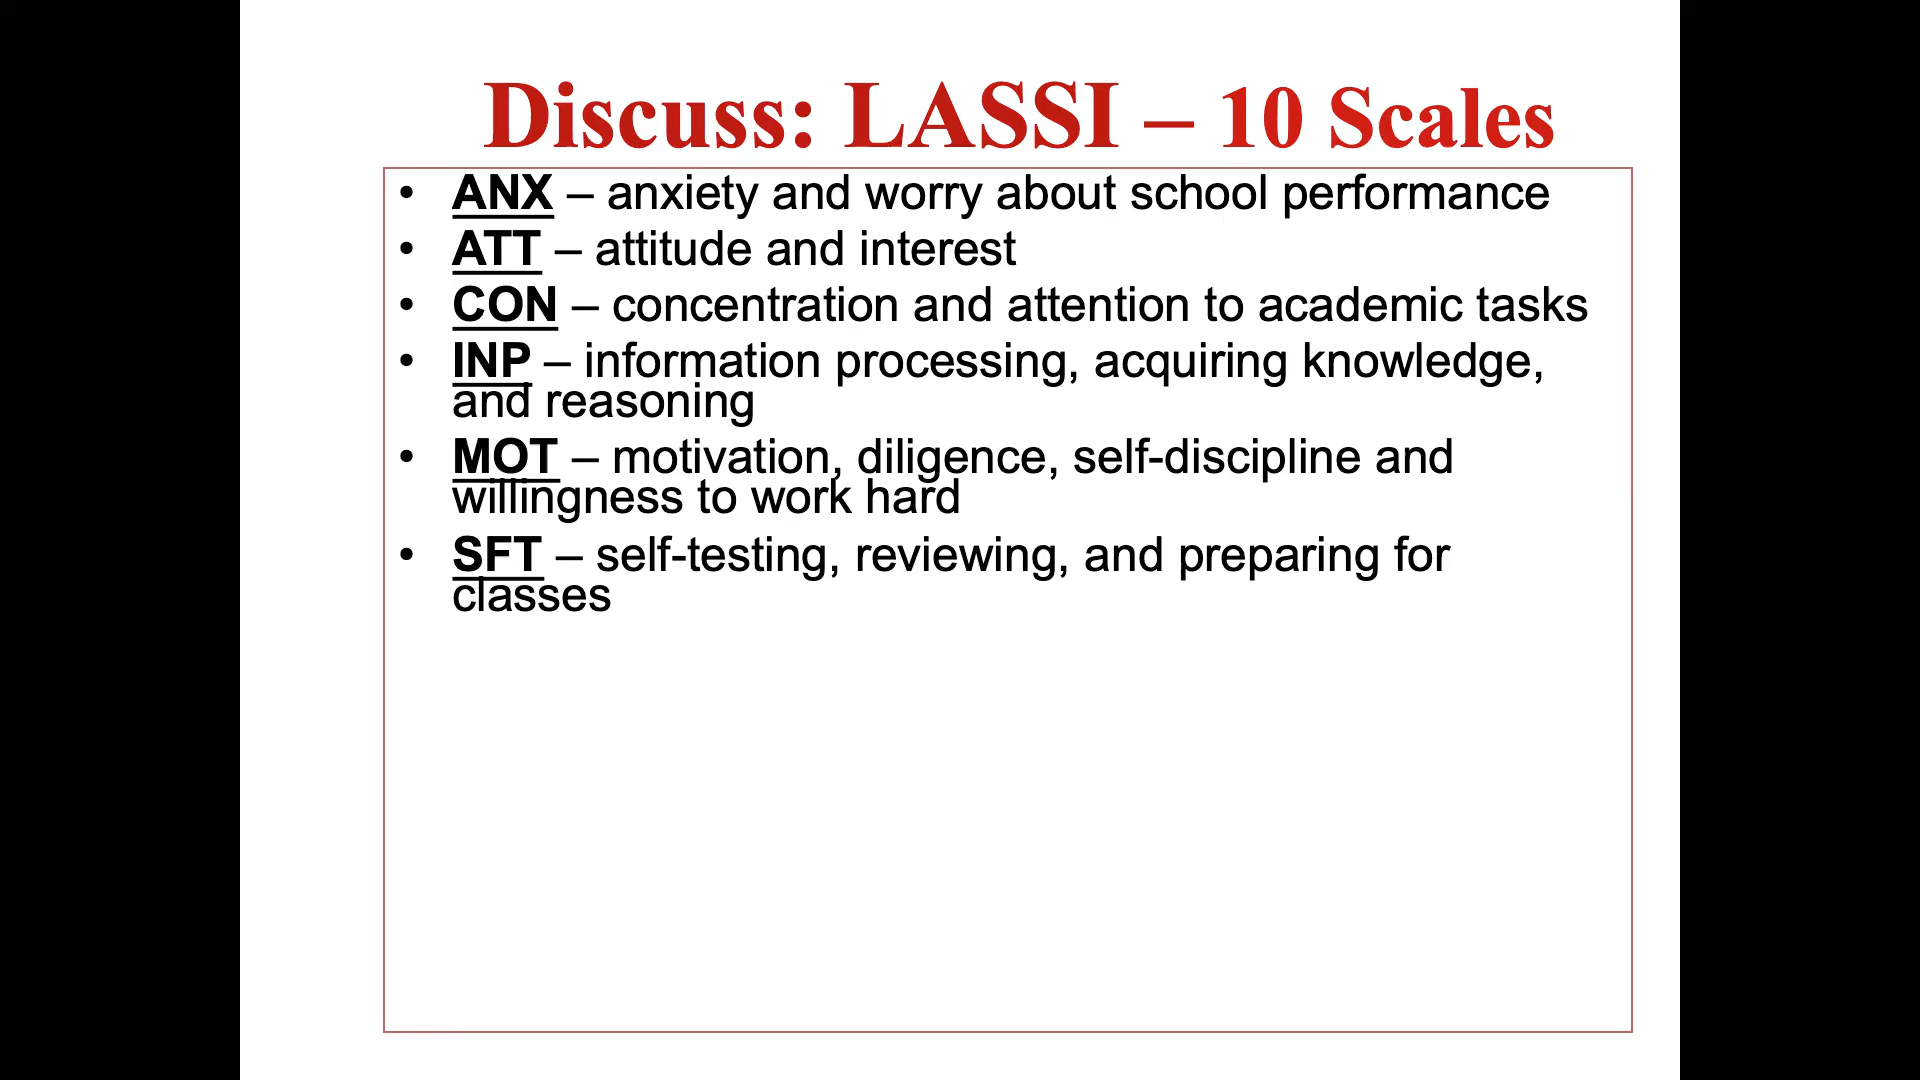 Discuss: LASSI – 10 Scales
• ANX – anxiety and worry about school performance
• ATT – attitude and interest
• CON – concentration and attention to academic tasks
• INP – information processing, acquiring knowledge,
and reasoning
• MOT – motivation, diligence, self-discipline and
willingness to work hard
• SFT – self-testing, reviewing, and preparing for
classes